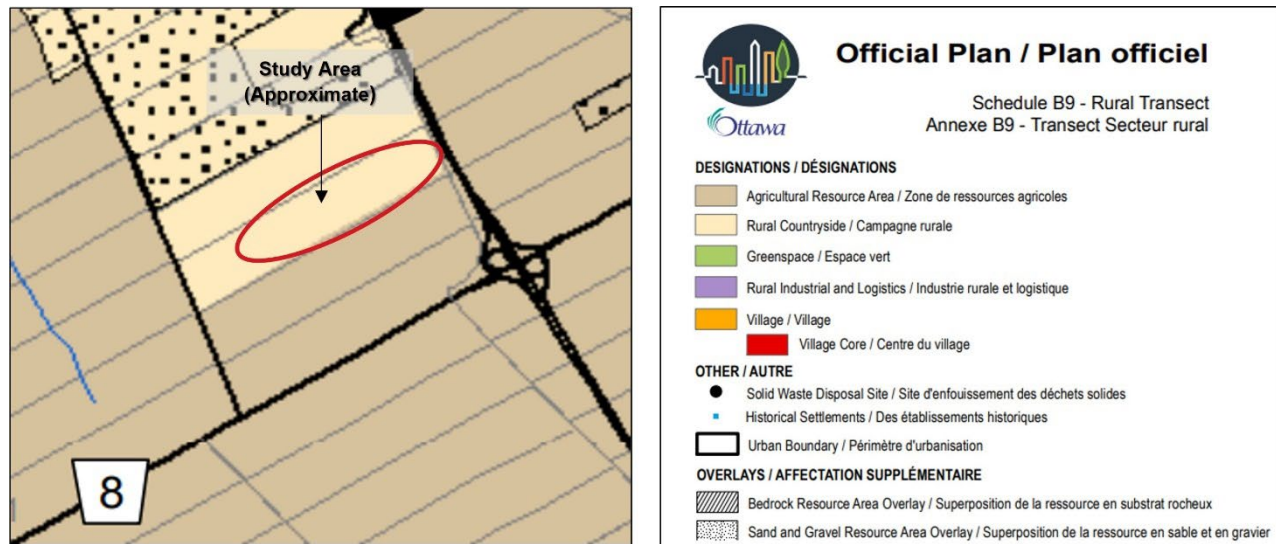 Study Area
(Approximate)
8
Ottawa
Official Plan / Plan officiel
Schedule B9 - Rural Transect
Annexe B9 - Transect Secteur rural
DESIGNATIONS / DÉSIGNATIONS
Agricultural Resource Area / Zone de ressources agricoles
Rural Countryside / Campagne rurale
Greenspace / Espace vert
Rural Industrial and Logistics / Industrie rurale et logistique
Village / Village
Village Core / Centre du village
OTHER / AUTRE
Solid Waste Disposal Site / Site d'enfouissement des déchets solides
Historical Settlements / Des établissements historiques
Urban Boundary / Périmètre d'urbanisation
OVERLAYS / AFFECTATION SUPPLÉMENTAIRE
Bedrock Resource Area Overlay / Superposition de la ressource en substrat rocheux
Sand and Gravel Resource Area Overlay / Superposition de la ressource en sable et en gravier